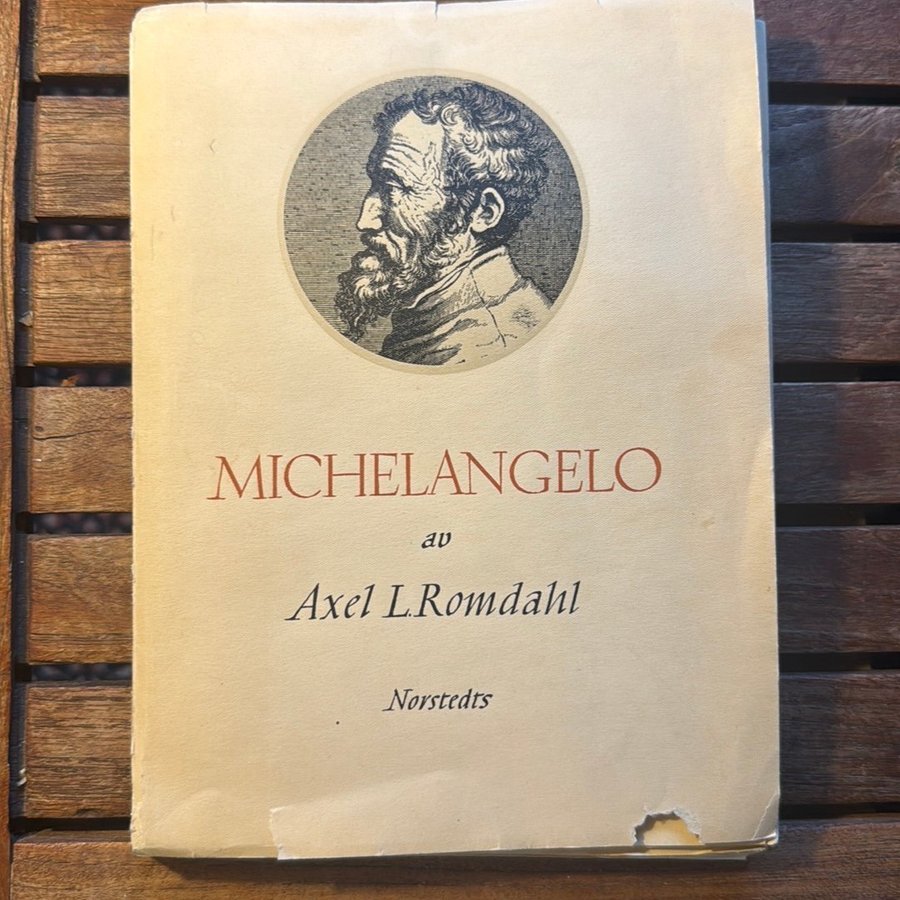 MICHELANGELO
av
Axel L. Romdahl
Norstedts